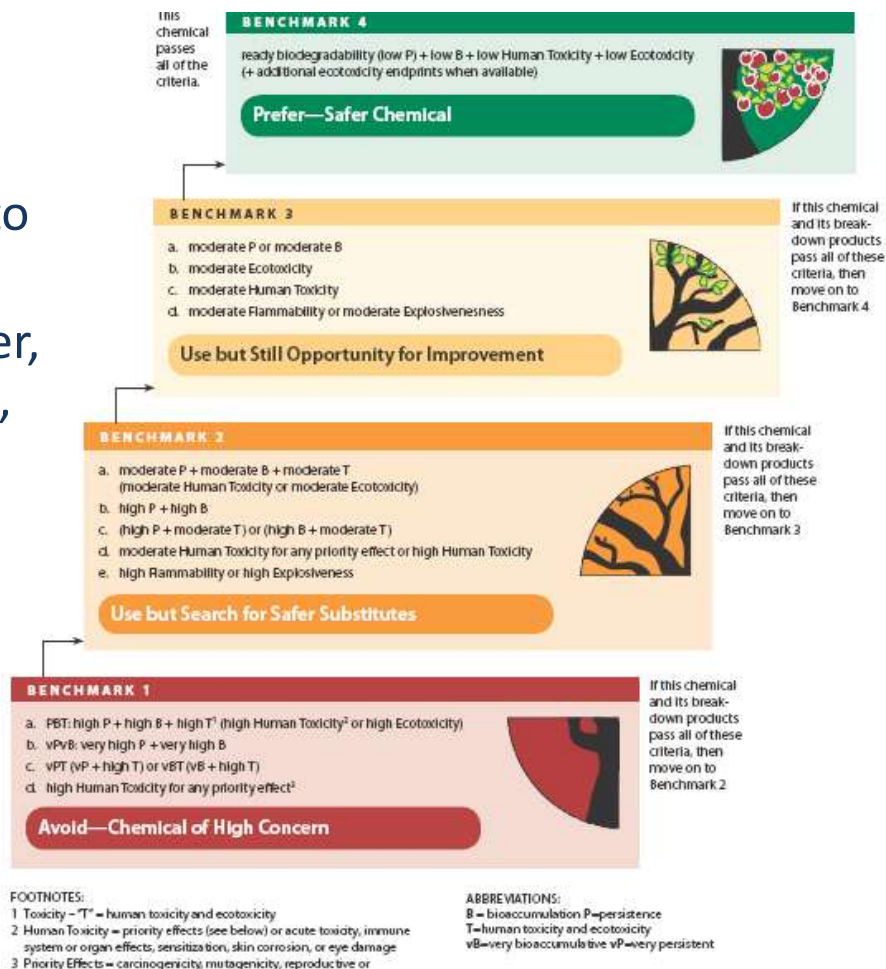 This
chemical
passes
all of the
criteria.
BENCHMARK 4
ready biodegradability (low P) + low B + low Human Toxicity + low Ecotoxicity
(+ additional ecotoxicity endprints when available)
Prefer—Safer Chemical
to
er,
,
BENCHMARK 3
a. moderate P or moderate B
b. moderate Ecotoxicity
c. moderate Human Toxicity
d. moderate Flammability or moderate Explosivenesness
Use but Still Opportunity for Improvement
If this chemical
and its break-
down products
pass all of these
criteria, then
move on to
Benchmark 4
BENCHMARK 2
a. moderate P + moderate B + moderate T
(moderate Human Toxicity or moderate Ecotoxicity)
b. high P + high B
c. (high P + moderate T) or (high B + moderate T)
d. moderate Human Toxicity for any priority effect or high Human Toxicity
e. high Flammability or high Explosiveness
Use but Search for Safer Substitutes
If this chemical
and its break-
down products
pass all of these
criteria, then
move on to
Benchmark 3
BENCHMARK 1
a. PBT: high P + high B + high T¹ (high Human Toxicity² or high Ecotoxicity)
b. vPvB: very high P + very high B
c. vPT (vP + high T) or vBT (vB + high T)
d. high Human Toxicity for any priority effect³
Avoid—Chemical of High Concern
If this chemical
and its break-
down products
pass all of these
criteria, then
move on to
Benchmark 2
FOOTNOTES:
1 Toxicity – "T" = human toxicity and ecotoxicity
2 Human Toxicity = priority effects (see below) or acute toxicity, immune
system or organ effects, sensitization, skin corrosion, or eye damage
3 Priority Effects = carcinogenicity, mutagenicity, reproductive or
ABBREVIATIONS:
B = bioaccumulation P=persistence
T=human toxicity and ecotoxicity
vB=very bioaccumulative vP=very persistent